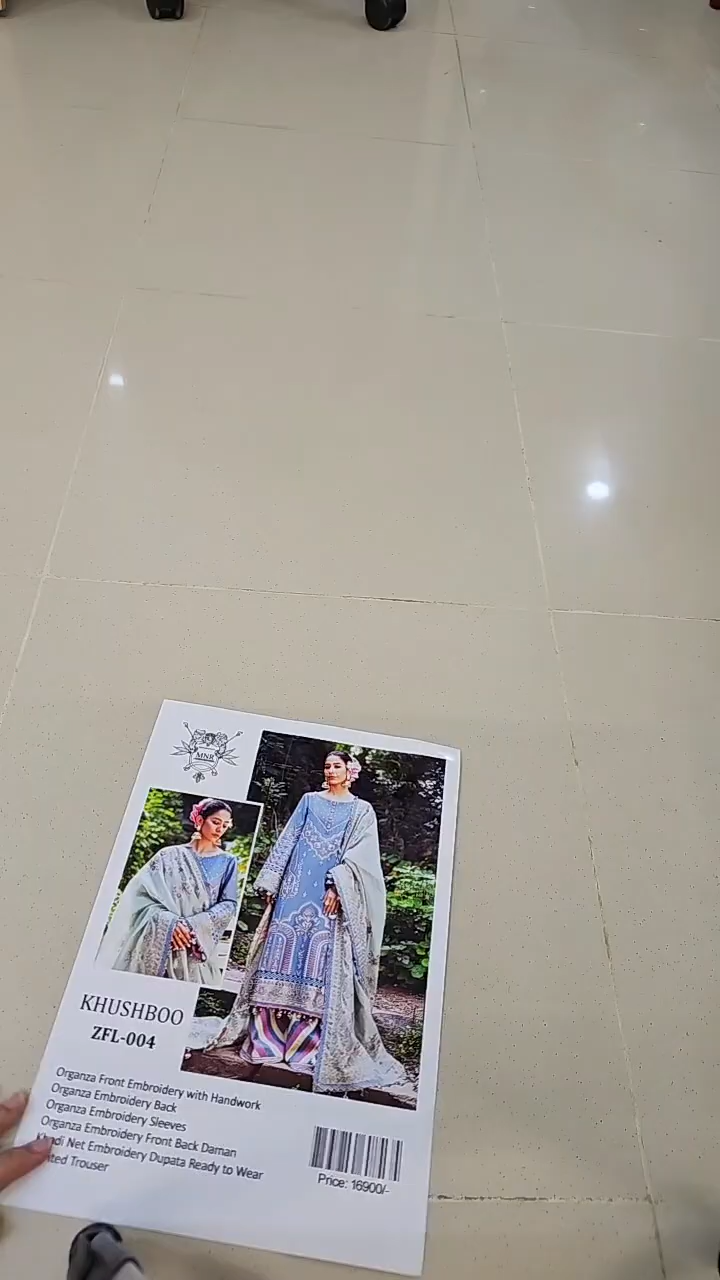 MNR
KHUSHBOO
ZFL-004
Organza Front Embroidery with Handwork
Organza Embroidery Back
Organza Embroidery Sleeves
Organza Embroidery Front Back Daman
Net Embroidery Dupata Ready to Wear
Trouser
Price: 16900/-